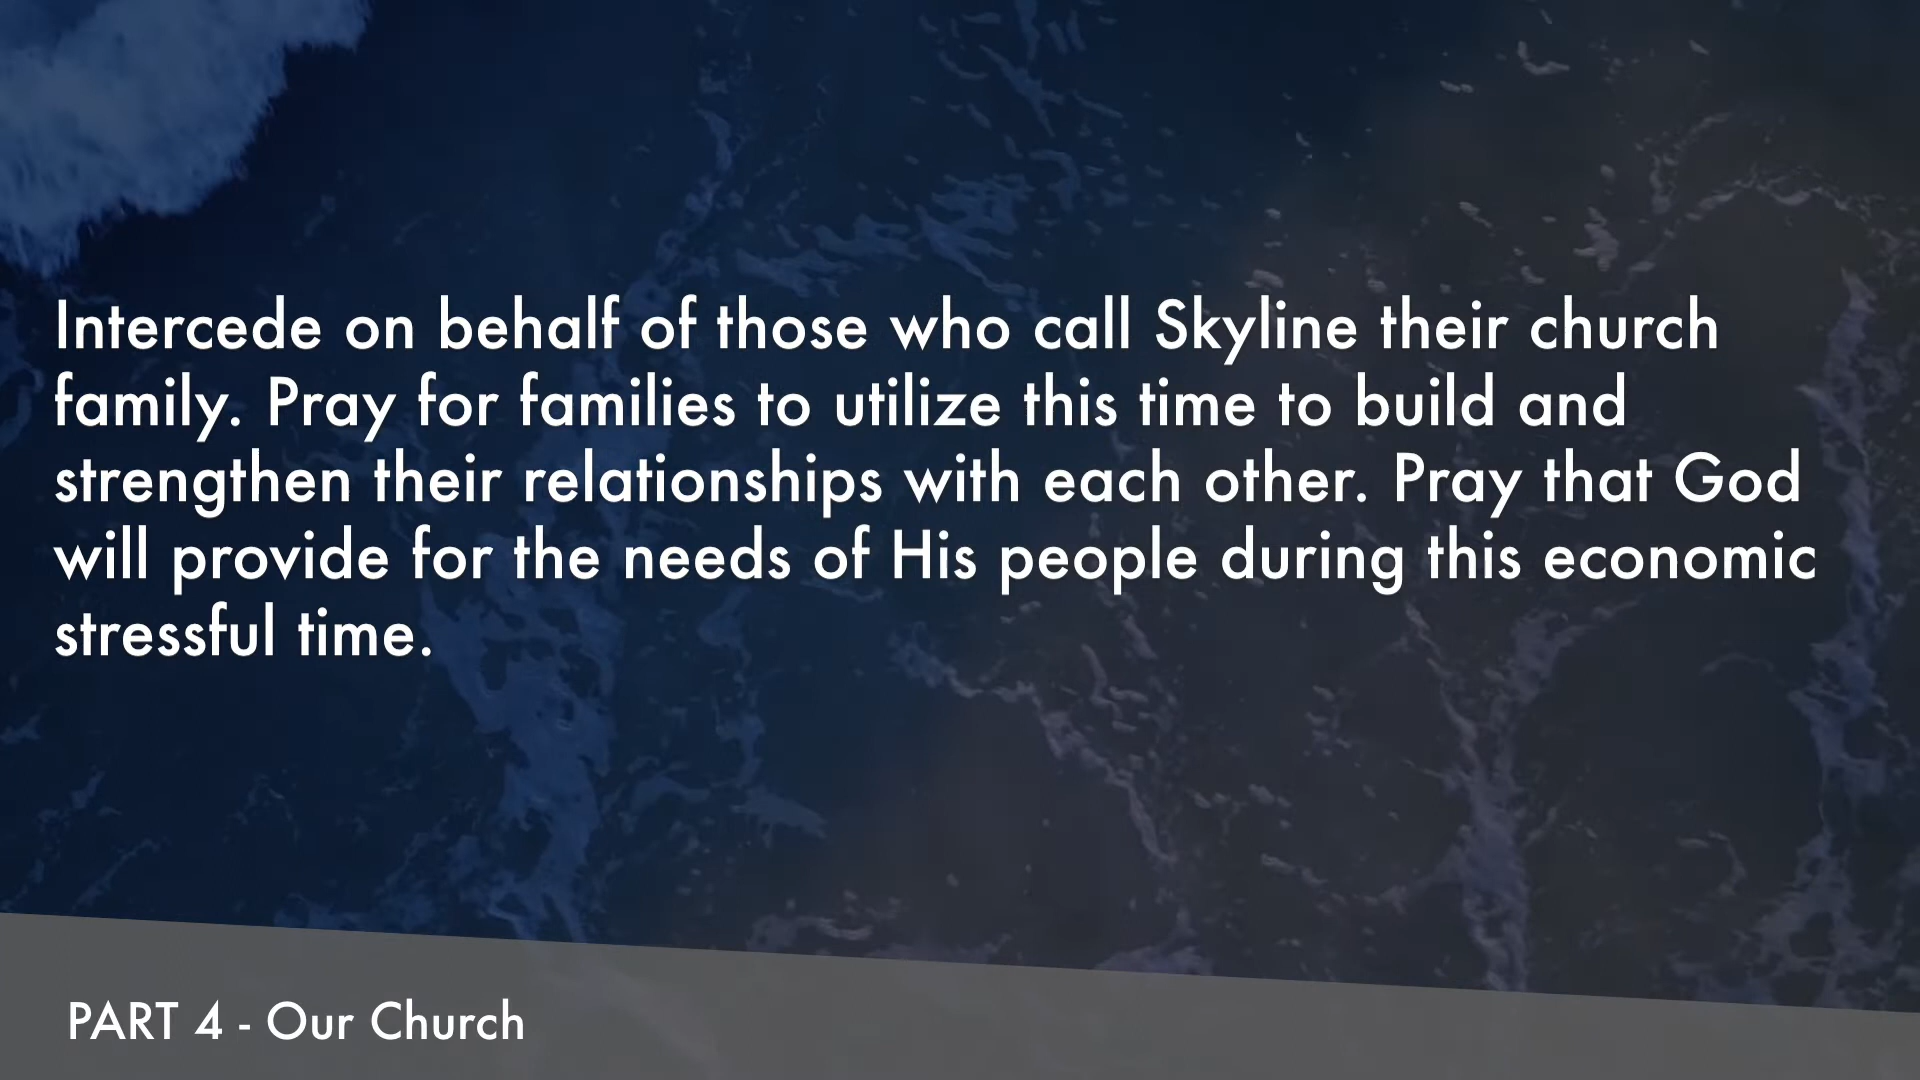 Intercede on behalf of those who call Skyline their church
family. Pray for families to utilize this time to build and
strengthen their relationships with each other. Pray that God
will provide for the needs of His people during this economic
stressful time.
PART 4 - Our Church